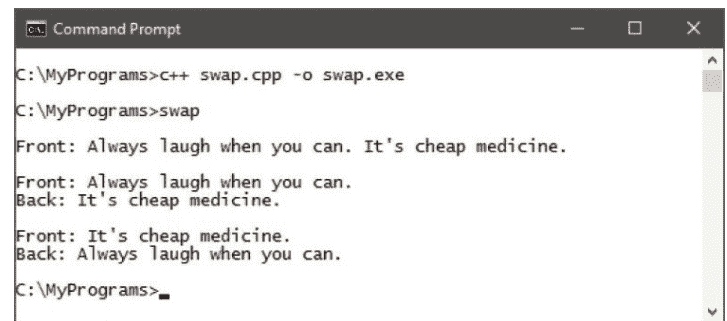 Command Prompt
C:\MyPrograms>c++ swap.cpp -o swap.exe
C:\MyPrograms>swap
Front: Always laugh when you can. It's cheap medicine.
Front: Always laugh when you can.
Back: It's cheap medicine.
Front: It's cheap medicine.
Back: Always laugh when you can.
C:\MyPrograms>_